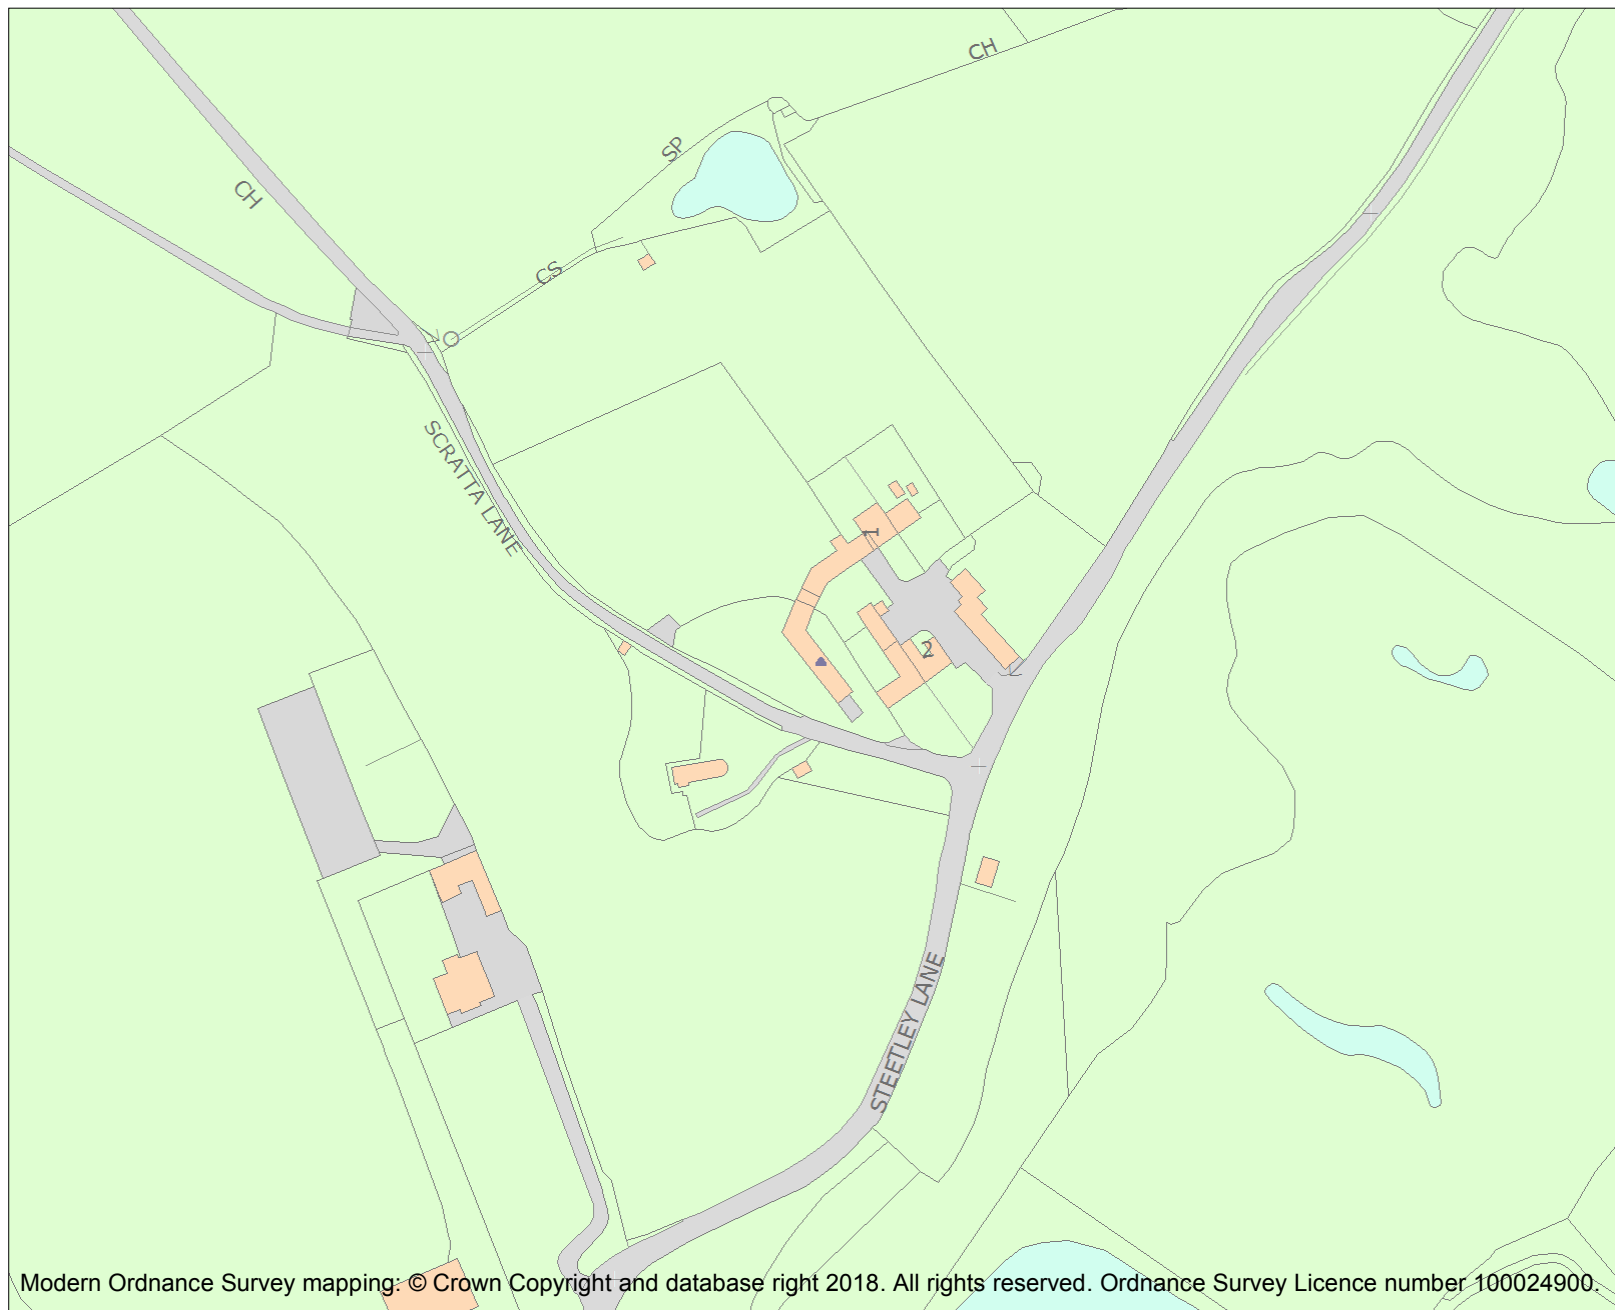 CH
SP
CH
CS
SCRATTA LANE
1
2
STEETLEY LANE
Modern Ordnance Survey mapping: © Crown Copyright and database right 2018. All rights reserved. Ordnance Survey Licence number 100024900.